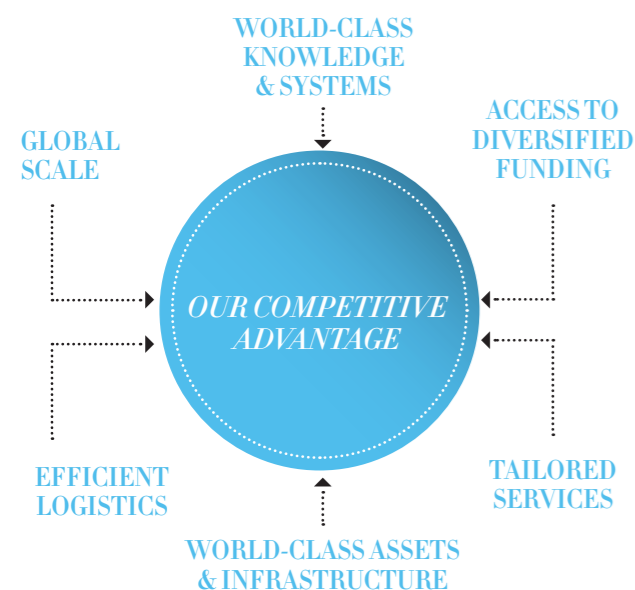 WORLD-CLASS
KNOWLEDGE
& SYSTEMS
ACCESS TO
DIVERSIFIED
FUNDING
GLOBAL
SCALE
OUR COMPETITIVE
ADVANTAGE
EFFICIENT
LOGISTICS
TAILORED
SERVICES
WORLD-CLASS ASSETS
& INFRASTRUCTURE